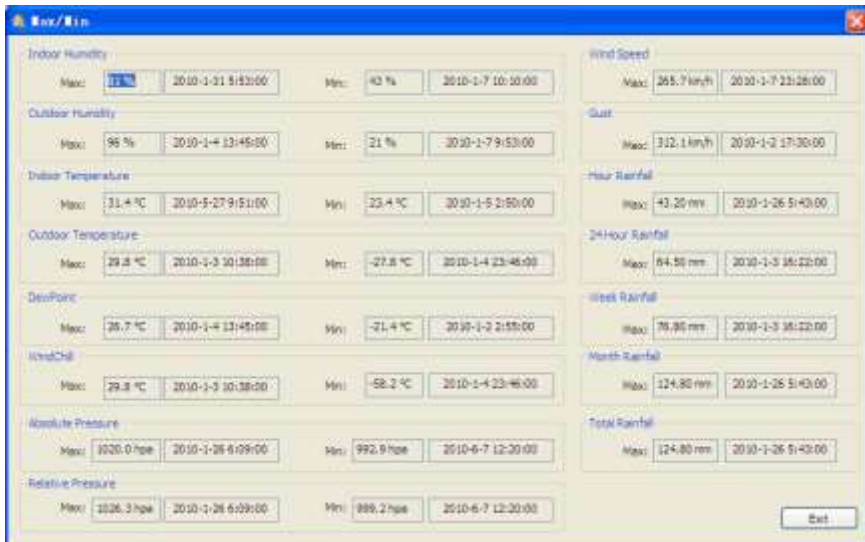 Max/Min
Indoor Humidity
Max: % 2010-1-31 5:53:00 Min: 43 % 2010-1-7 10:10:00
Outdoor Humidity
Max: 96 % 2010-1-4 13:45:00 Min: 21 % 2010-1-7 9:53:00
Indoor Temperature
Max: 31.4 ℃ 2010-5-27 9:51:00 Min: 23.4 ℃ 2010-1-5 2:50:00
Outdoor Temperature
Max: 29.8 ℃ 2010-1-3 10:38:00 Min: -27.8 ℃ 2010-1-4 23:46:00
DewPoint
Max: 26.7 ℃ 2010-1-4 13:45:00 Min: -21.4 ℃ 2010-1-2 2:55:00
WindChill
Max: 29.8 ℃ 2010-1-3 10:38:00 Min: -58.2 ℃ 2010-1-4 23:46:00
Absolute Pressure
Max: 1020.0 hpa 2010-1-26 6:09:00 Min: 992.9 hpa 2010-6-7 12:20:00
Relative Pressure
Max: 1026.3 hpa 2010-1-26 6:09:00 Min: 999.2 hpa 2010-6-7 12:20:00
Wind Speed
Max: 265.7 km/h 2010-1-7 23:28:00
Gust
Max: 312.1 km/h 2010-1-2 17:30:00
Hour Rainfall
Max: 43.20 mm 2010-1-26 5:43:00
24 Hour Rainfall
Max: 64.50 mm 2010-1-3 16:22:00
Week Rainfall
Max: 76.80 mm 2010-1-3 16:22:00
Month Rainfall
Max: 124.80 mm 2010-1-26 5:43:00
Total Rainfall
Max: 124.80 mm 2010-1-26 5:43:00
Exit